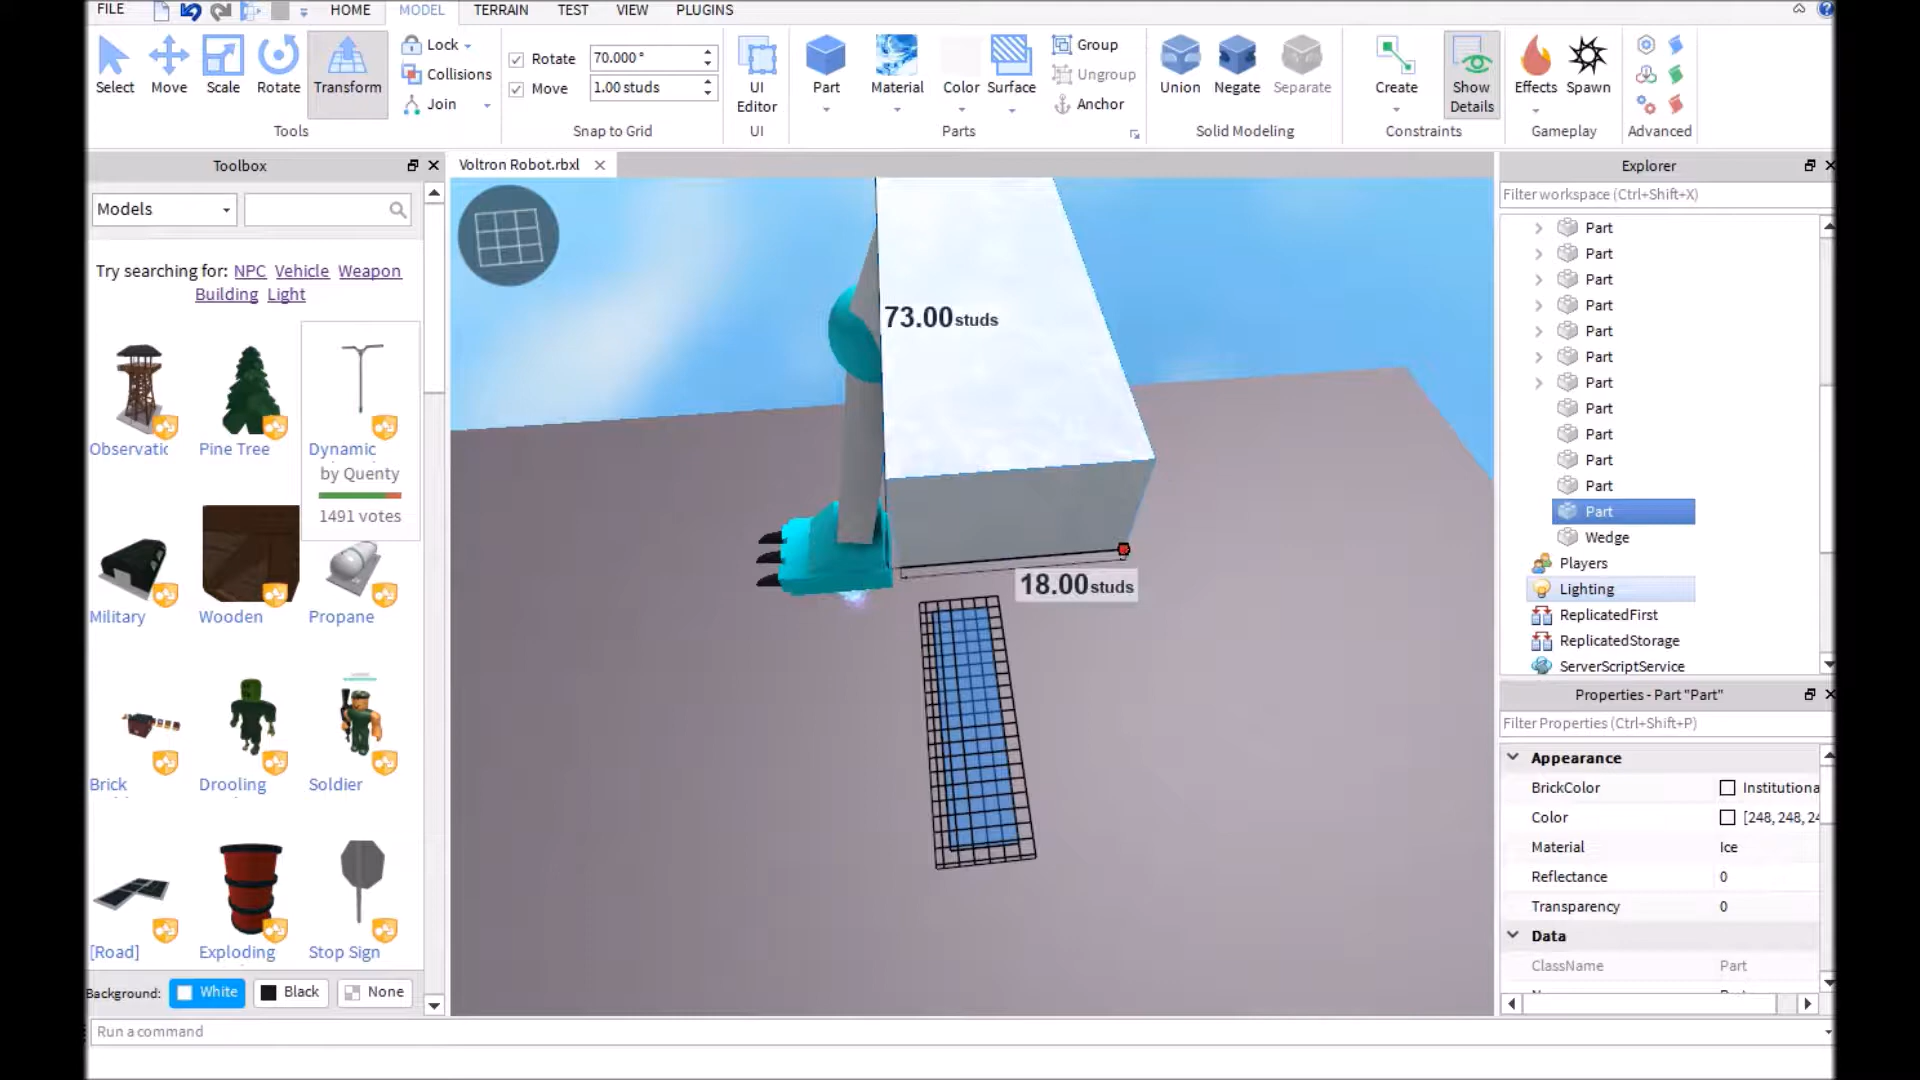 FILE
HOME
MODEL
TERRAIN
TEST
VIEW
PLUGINS
Select
Move
Scale
Rotate
Transform
Lock
Collisions
Join
Tools
Rotate 70.000 °
Move 1.00 studs
Snap to Grid
UI
Editor
UI
Part
Material
Color
Surface
Group
Ungroup
Anchor
Parts
Union
Negate
Separate
Solid Modeling
Create
Show
Details
Constraints
Effects
Spawn
Gameplay
Advanced
Toolbox
Models
Try searching for: NPC Vehicle Weapon
Building Light
Observatic
Pine Tree
Dynamic
by Quenty
1491 votes
Military
Wooden
Propane
Brick
Drooling
Soldier
[Road]
Exploding
Stop Sign
Background: White Black None
Run a command
Voltron Robot.rbxl
73.00studs
18.00studs
Explorer
Filter workspace (Ctrl+Shift+X)
Part
Part
Part
Part
Part
Part
Part
Part
Part
Part
Part
Part
Wedge
Players
Lighting
ReplicatedFirst
ReplicatedStorage
ServerScriptService
Properties - Part "Part"
Filter Properties (Ctrl+Shift+P)
Appearance
BrickColor Instituciona
Color [248, 248, 24
Material Ice
Reflectance 0
Transparency 0
Data
ClassName Part